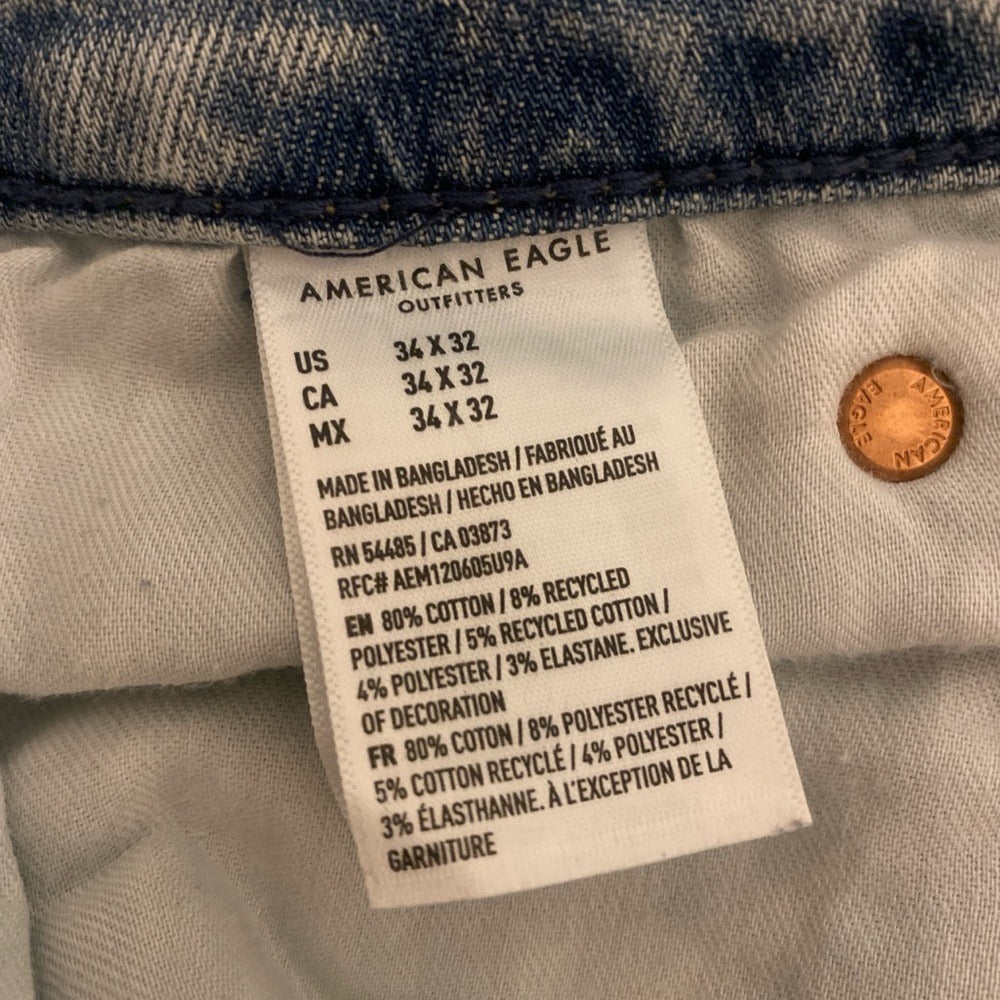 AMERICAN EAGLE
OUTFITTERS
US 34 X 32
CA 34 X 32
MX 34 X 32
MADE IN BANGLADESH / FABRIQUÉ AU
BANGLADESH / HECHO EN BANGLADESH
RN 54485 / CA 03873
RFC# AEM120605U9A
EN 80% COTTON / 8% RECYCLED
POLYESTER / 5% RECYCLED COTTON /
4% POLYESTER / 3% ELASTANE. EXCLUSIVE
OF DECORATION
FR 80% COTON / 8% POLYESTER RECYCLÉ /
5% COTTON RECYCLÉ / 4% POLYESTER /
3% ÉLASTHANNE. À L'EXCEPTION DE LA
GARNITURE
AMERICAN
EAGLE